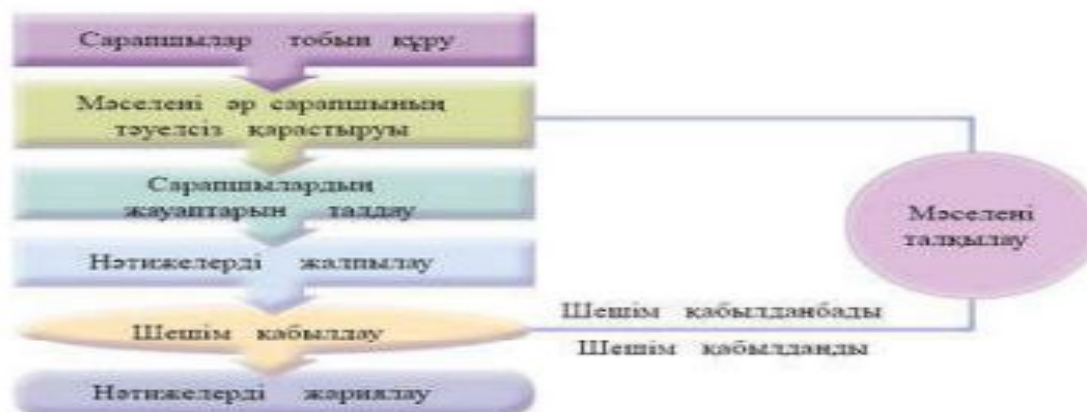 Сарапшылар тобын құру
Мәселені әр сарапшының
тәуелсіз қарастыруы
Сарапшылардың
жауаптарын талдау
Нәтижелерді жалпылау
Шешім қабылдау
Нәтижелерді жариялау
Шешім қабылданбады
Шешім қабылданды
Мәселені
талқылау